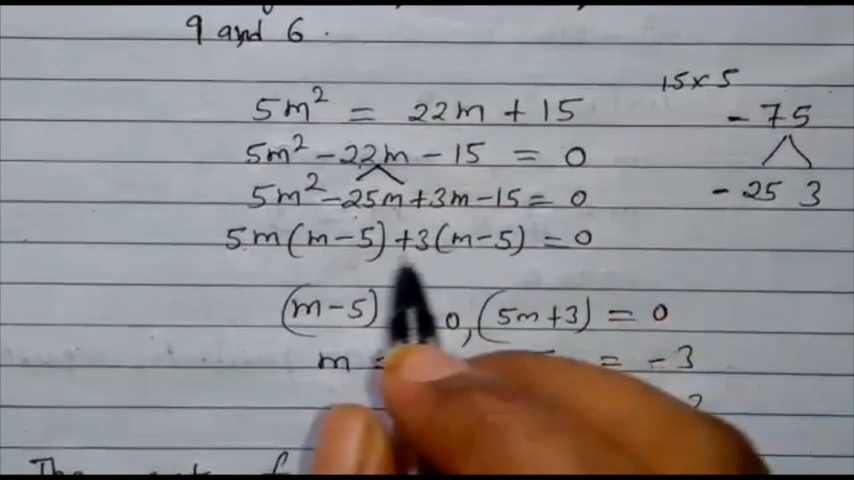 9 and 6.
15 x 5
5m² = 22m + 15
- 75
5m² - 22m - 15 = 0
5m² - 25m + 3m - 15 = 0
- 25 3
5m(m - 5) + 3(m - 5) = 0
(m - 5) 0, (5m + 3) = 0
m = = - 3
The